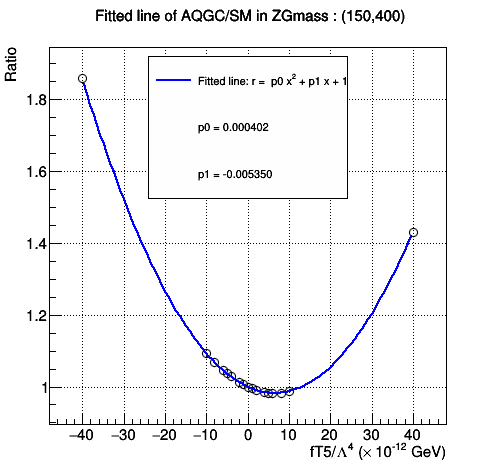 Fitted line of AQGC/SM in ZGmass : (150,400)
Ratio
Fitted line: r = p0 x² + p1 x + 1
p0 = 0.000402
p1 = -0.005350
1.8
1.6
1.4
1.2
1
−40 −30 −20 −10 0 10 20 30 40
fT5/Λ⁴ (× 10⁻¹² GeV)